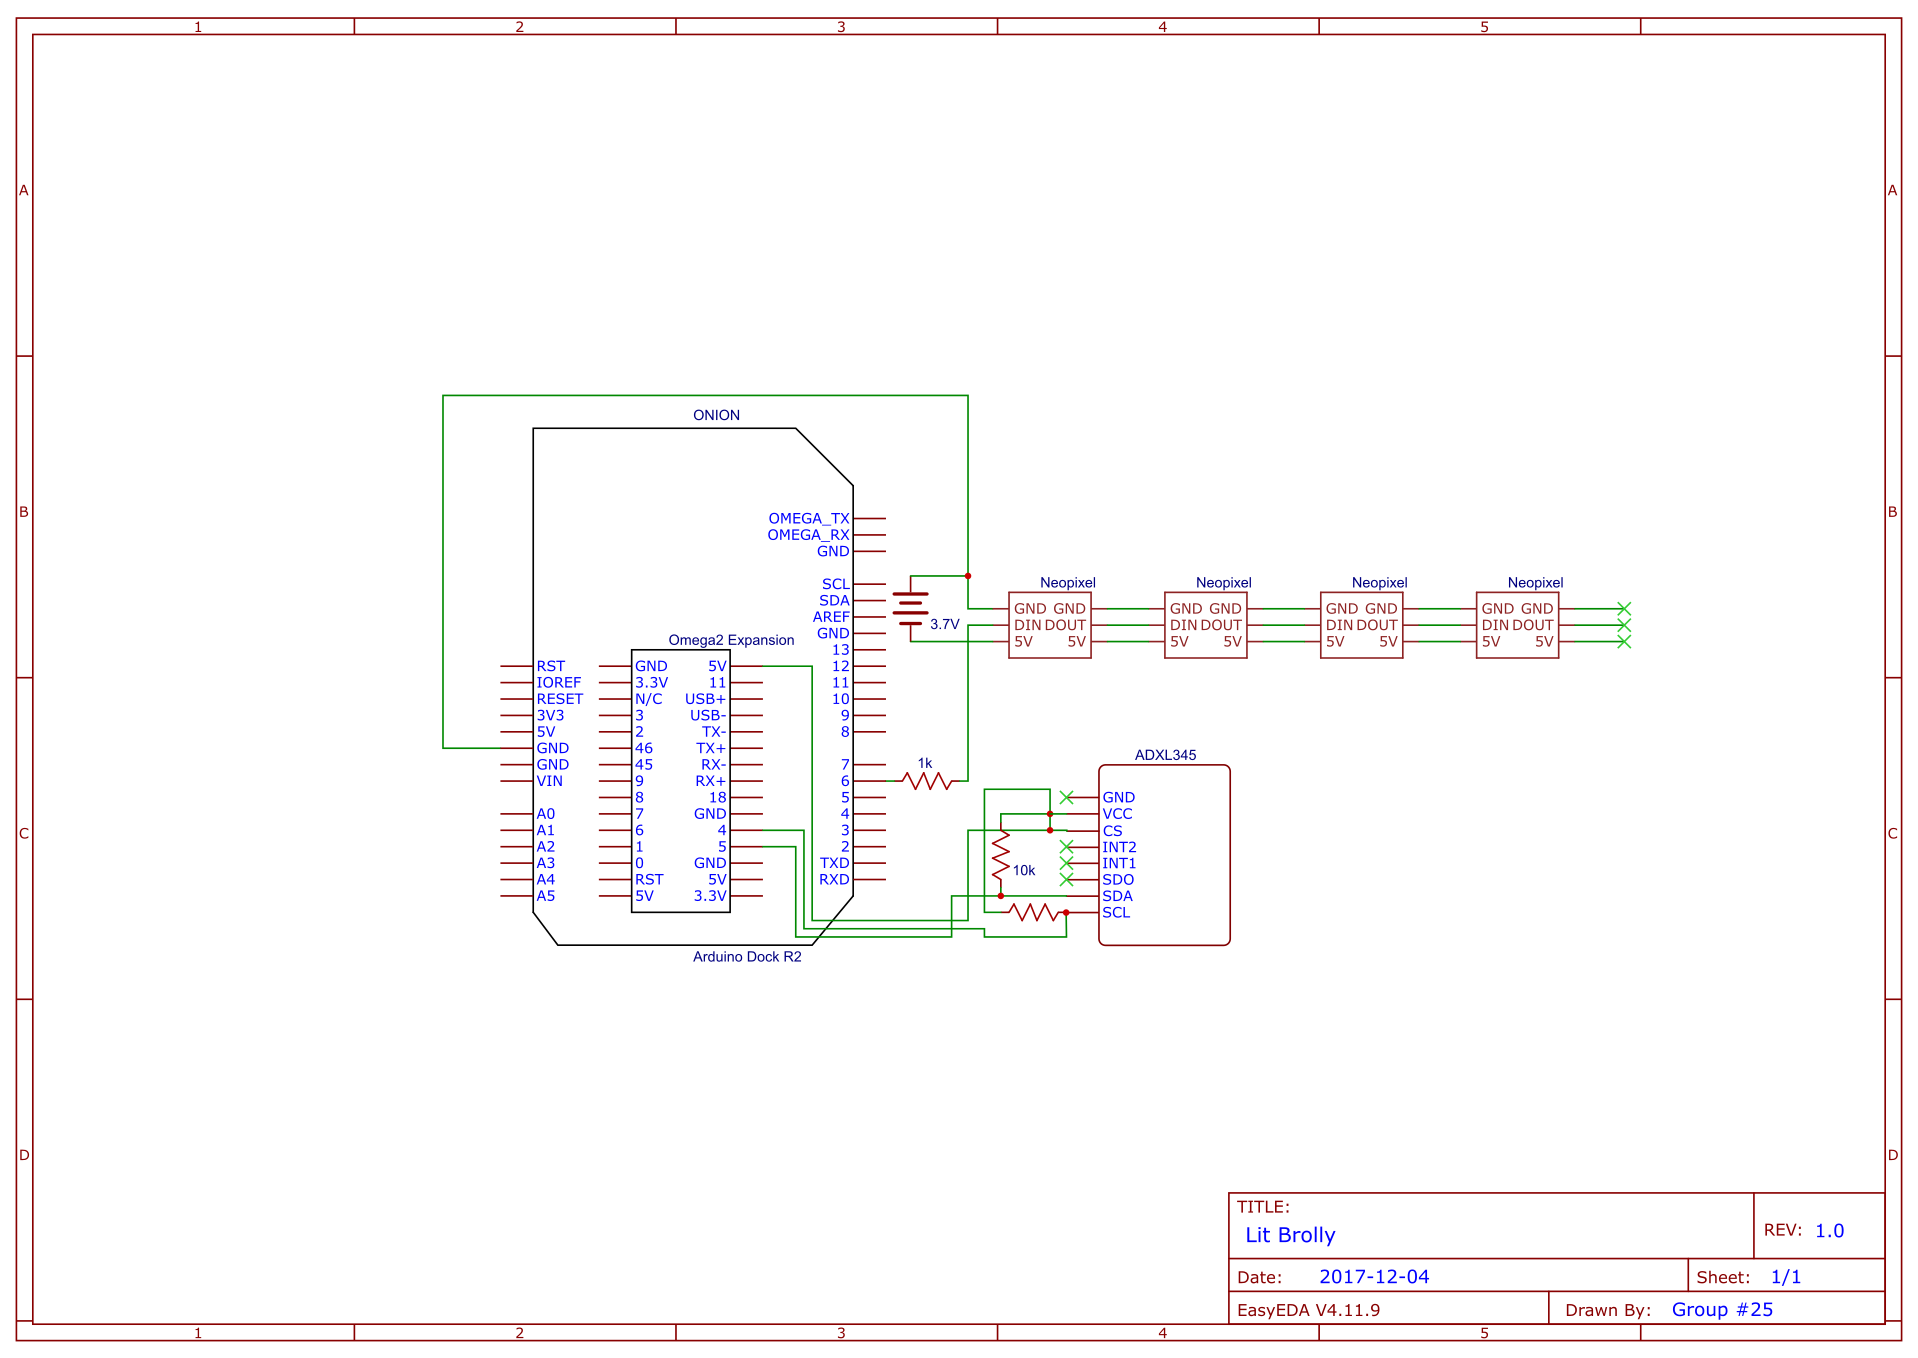 1 2 3 4 5
A A
B B
C C
D D
ONION
OMEGA_TX
OMEGA_RX
GND
SCL
SDA
AREF
GND
13
12
11
10
9
8
7
6
5
4
3
2
TXD
RXD
RST
IOREF
RESET
3V3
5V
GND
GND
VIN
A0
A1
A2
A3
A4
A5
Omega2 Expansion
GND 5V
3.3V 11
N/C USB+
3 USB-
2 TX-
46 TX+
45 RX-
9 RX+
8 18
7 GND
6 4
1 5
0 GND
RST 5V
5V 3.3V
Arduino Dock R2
3.7V
1k
10k
Neopixel
GND GND
DIN DOUT
5V 5V
Neopixel
GND GND
DIN DOUT
5V 5V
Neopixel
GND GND
DIN DOUT
5V 5V
Neopixel
GND GND
DIN DOUT
5V 5V
ADXL345
GND
VCC
CS
INT2
INT1
SDO
SDA
SCL
TITLE:
Lit Brolly
REV: 1.0
Date: 2017-12-04
Sheet: 1/1
EasyEDA V4.11.9
Drawn By: Group #25
1 2 3 4 5